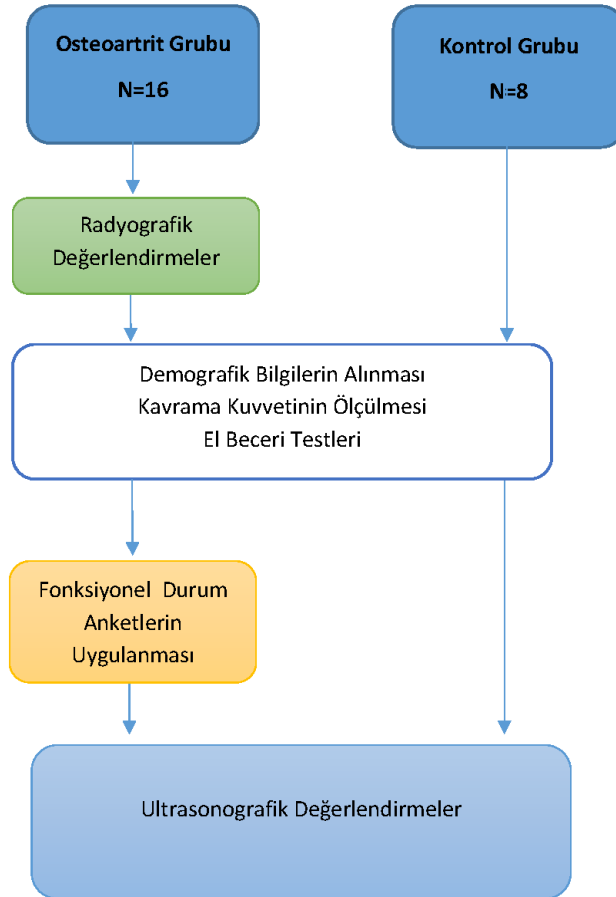 Osteoartrit Grubu
N=16
Kontrol Grubu
N=8
Radyografik
Değerlendirmeler
Demografik Bilgilerin Alınması
Kavrama Kuvvetinin Ölçülmesi
El Beceri Testleri
Fonksiyonel Durum
Anketlerin
Uygulanması
Ultrasonografik Değerlendirmeler